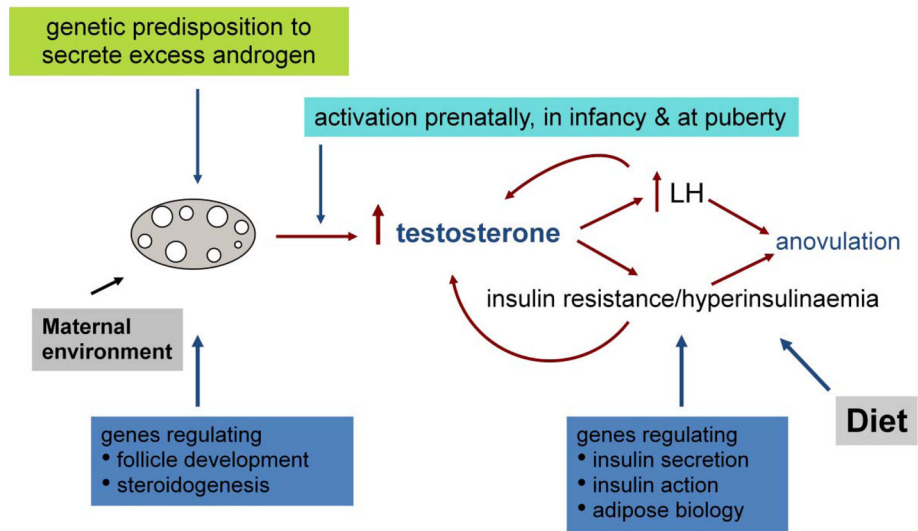 genetic predisposition to
secrete excess androgen
activation prenatally, in infancy & at puberty
LH
testosterone
anovulation
insulin resistance/hyperinsulinaemia
Maternal
environment
Diet
genes regulating
• follicle development
• steroidogenesis
genes regulating
• insulin secretion
• insulin action
• adipose biology